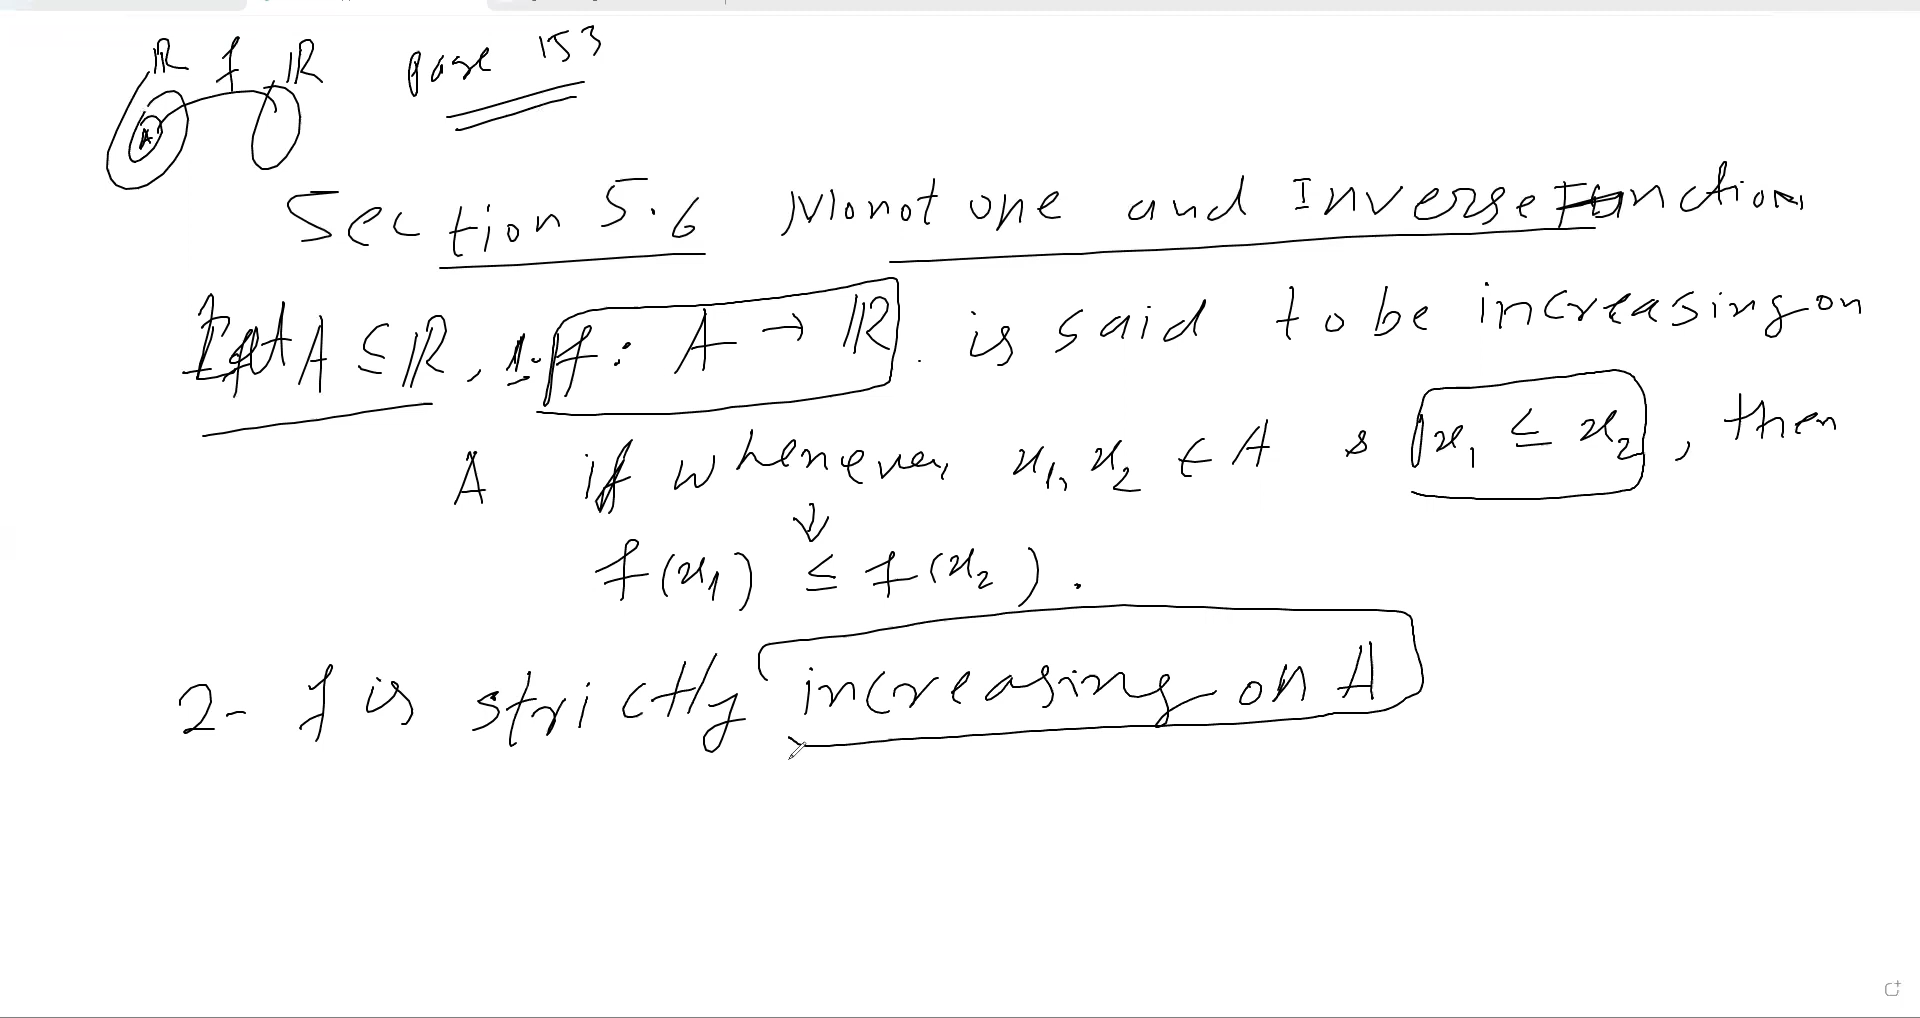 ℝ f ℝ page 153
A
Section 5.6 Monotone and Inverse Function
Let A ⊆ ℝ, 1- f : A → ℝ is said to be increasing on
A if whenever x₁, x₂ ∈ A & x₁ ≤ x₂, then
f(x₁) ≤ f(x₂).
2- f is strictly increasing on A